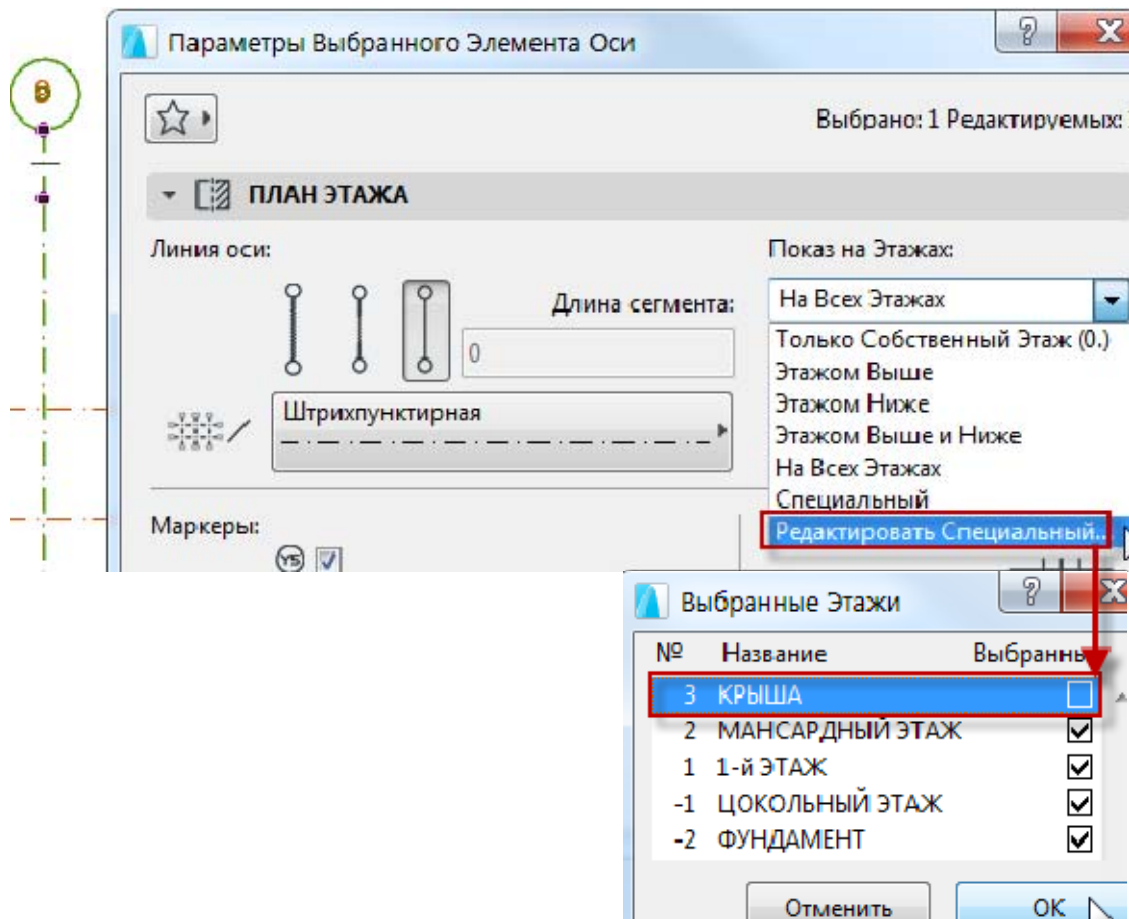 Параметры Выбранного Элемента Оси
6
Выбрано: 1 Редактируемых:
ПЛАН ЭТАЖА
Линия оси:
Показ на Этажах:
Длина сегмента:
На Всех Этажах
0
Только Собственный Этаж (0.)
Этажом Выше
Этажом Ниже
Этажом Выше и Ниже
На Всех Этажах
Специальный
Редактировать Специальный...
Штрихпунктирная
Маркеры:
Y5
Выбранные Этажи
№ Название Выбранны
3 КРЫША
2 МАНСАРДНЫЙ ЭТАЖ
1 1-й ЭТАЖ
-1 ЦОКОЛЬНЫЙ ЭТАЖ
-2 ФУНДАМЕНТ
Отменить OK